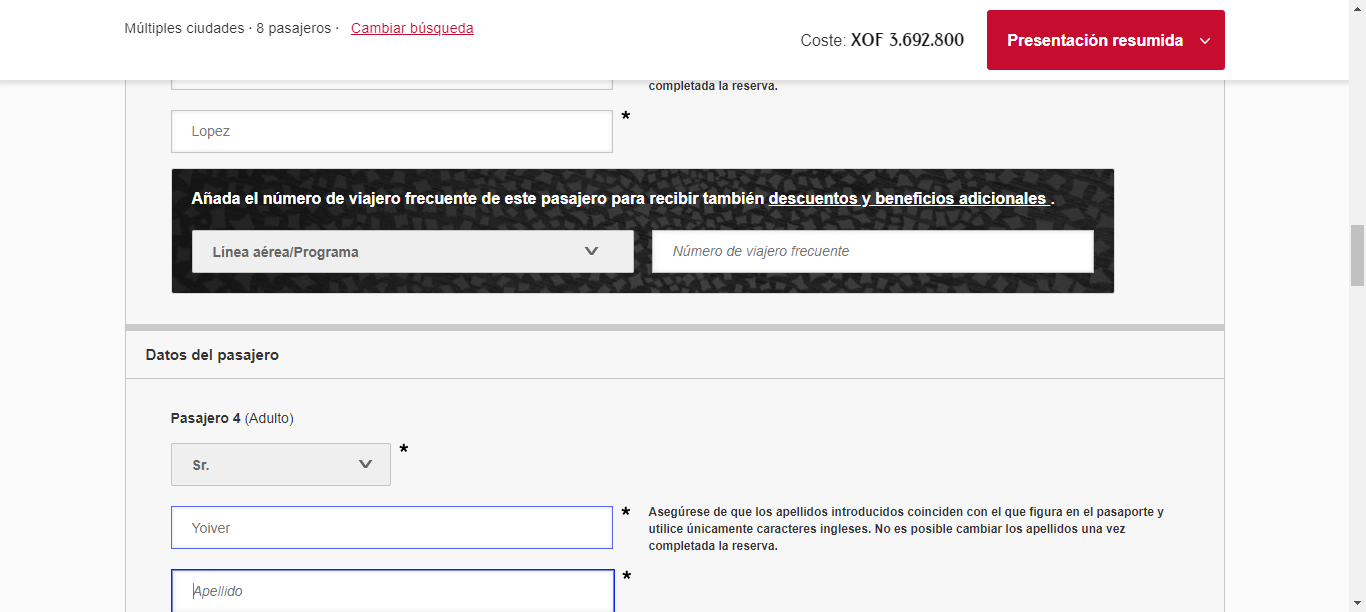 Múltiples ciudades · 8 pasajeros · Cambiar búsqueda
Coste: XOF 3.692.800
Presentación resumida
completada la reserva.
Lopez
*
Añada el número de viajero frecuente de este pasajero para recibir también descuentos y beneficios adicionales .
Línea aérea/Programa
Número de viajero frecuente
Datos del pasajero
Pasajero 4 (Adulto)
Sr.
*
Yoiver
*
Asegúrese de que los apellidos introducidos coinciden con el que figura en el pasaporte y
utilice únicamente caracteres ingleses. No es posible cambiar los apellidos una vez
completada la reserva.
Apellido
*